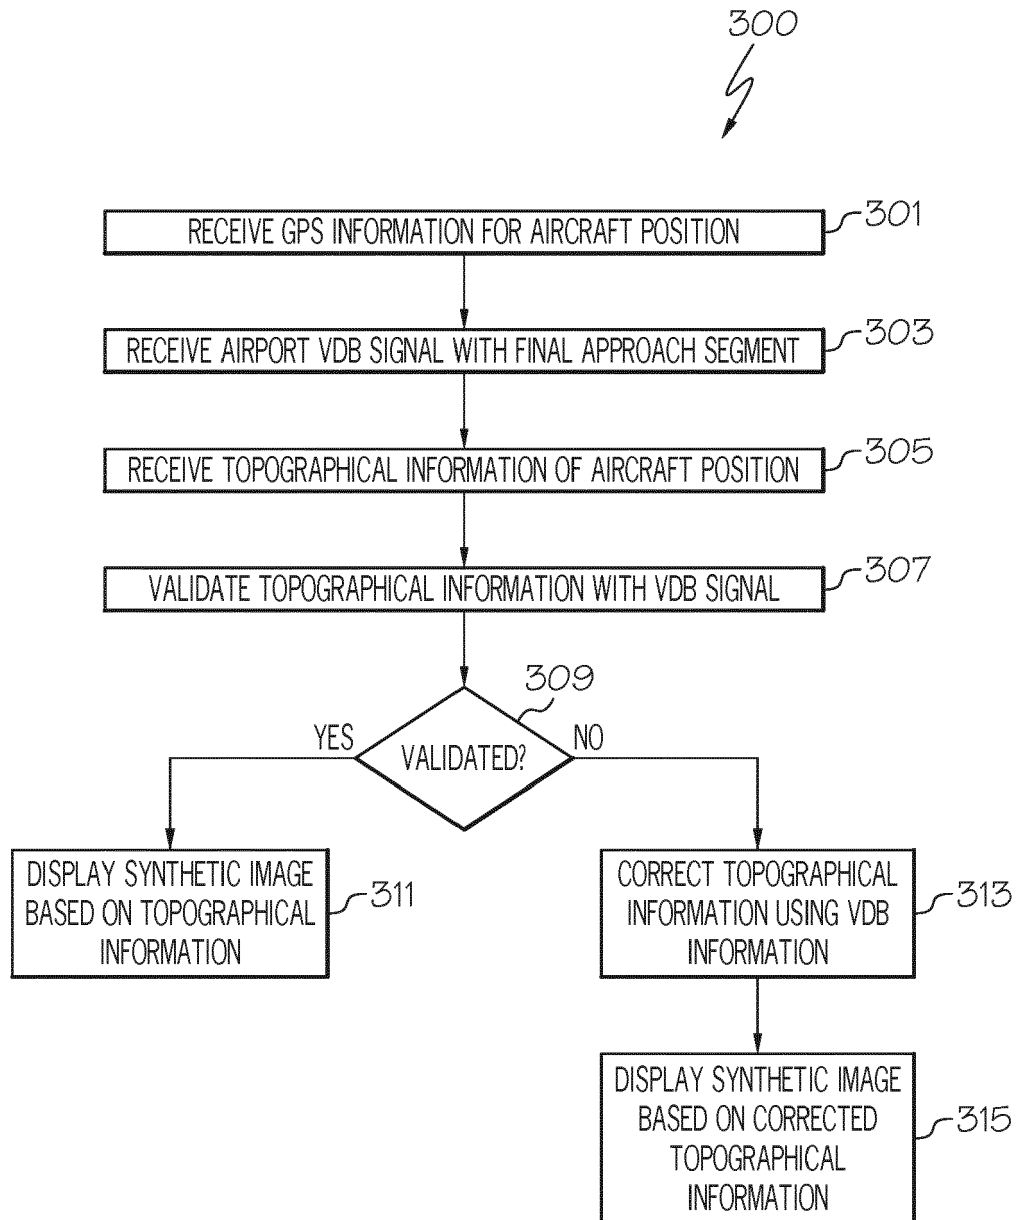 300
RECEIVE GPS INFORMATION FOR AIRCRAFT POSITION
301
RECEIVE AIRPORT VDB SIGNAL WITH FINAL APPROACH SEGMENT
303
RECEIVE TOPOGRAPHICAL INFORMATION OF AIRCRAFT POSITION
305
VALIDATE TOPOGRAPHICAL INFORMATION WITH VDB SIGNAL
307
309
YES
VALIDATED?
NO
DISPLAY SYNTHETIC IMAGE
BASED ON TOPOGRAPHICAL
INFORMATION
311
CORRECT TOPOGRAPHICAL
INFORMATION USING VDB
INFORMATION
313
DISPLAY SYNTHETIC IMAGE
BASED ON CORRECTED
TOPOGRAPHICAL
INFORMATION
315